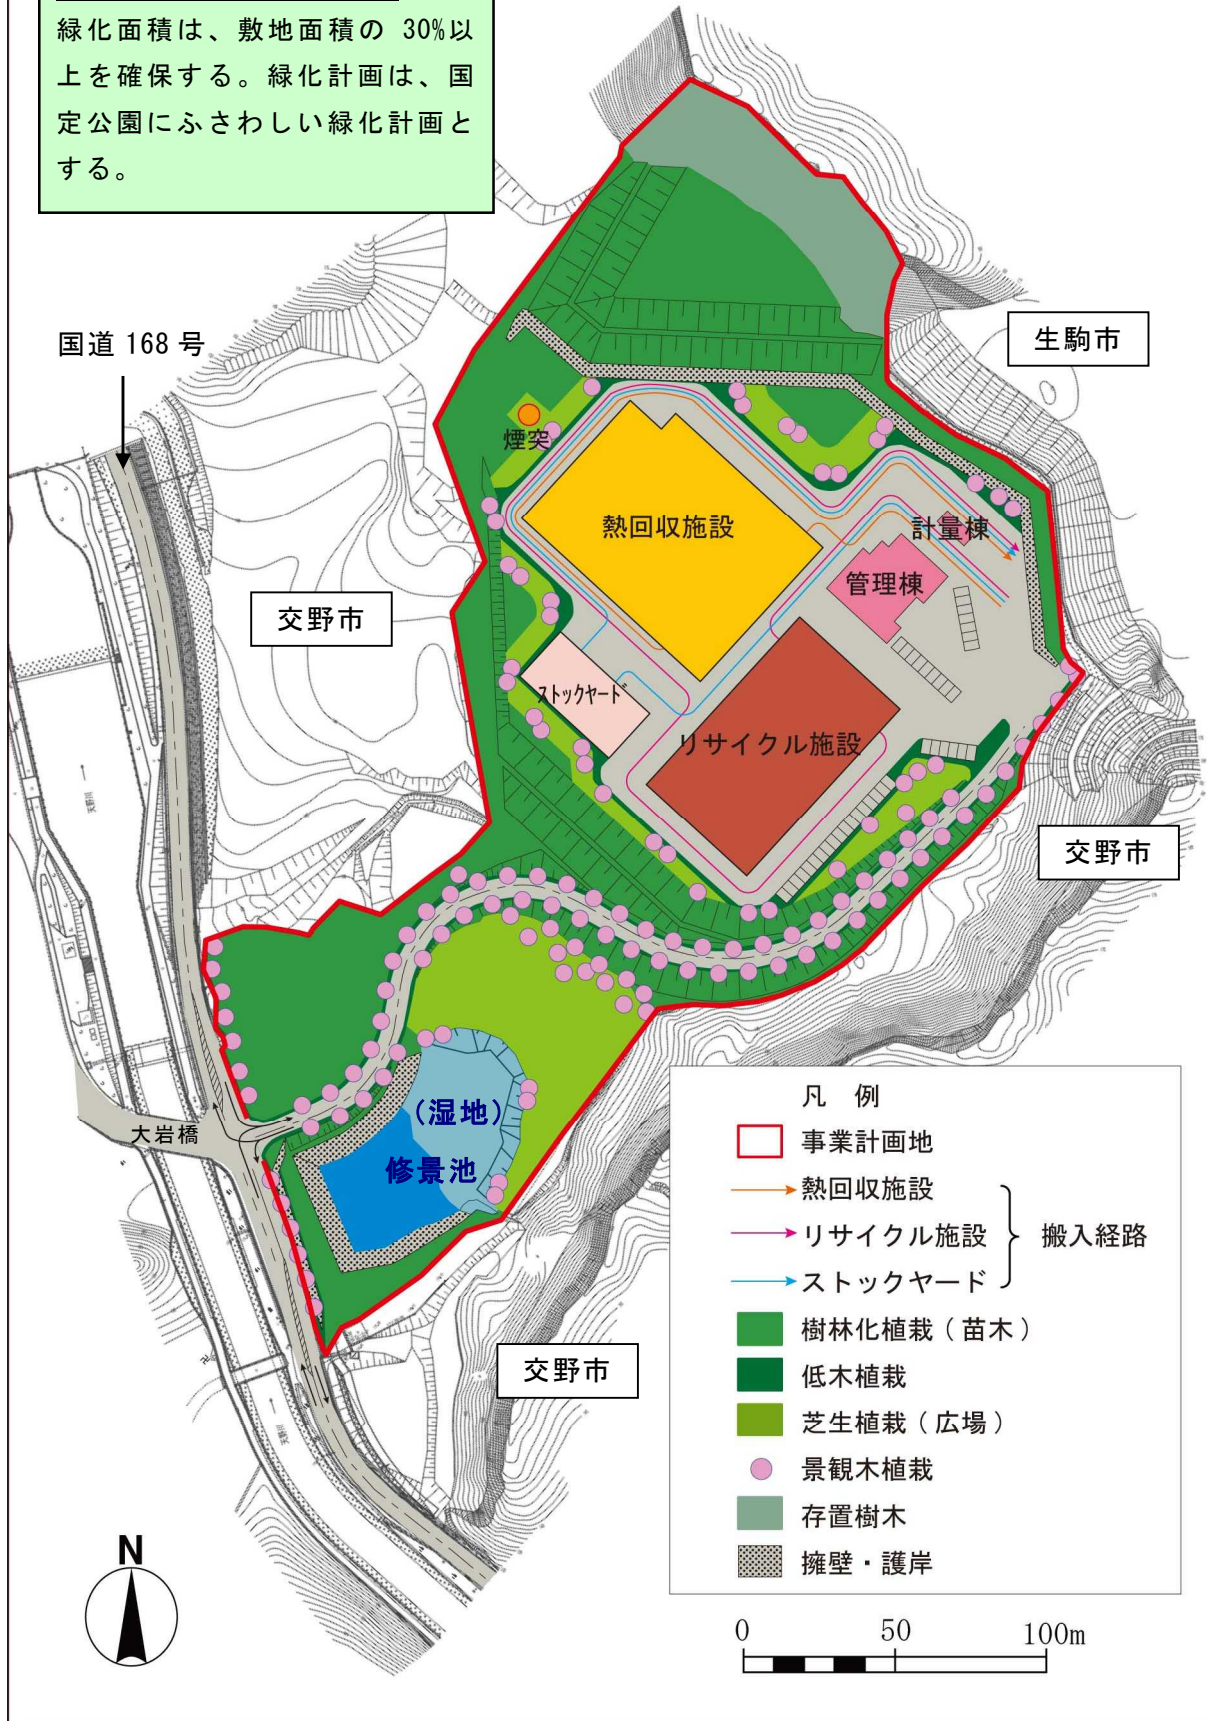 緑化面積は、敷地面積の 30%以
上を確保する。緑化計画は、国
定公園にふさわしい緑化計画と
する。
国道 168 号
生駒市
煙突
熱回収施設
計量棟
管理棟
交野市
ストックヤード
リサイクル施設
交野市
天野川
大岩橋
(湿地)
修景池
交野市
天野川
凡 例
事業計画地
熱回収施設
リサイクル施設
ストックヤード
搬入経路
樹林化植栽(苗木)
低木植栽
芝生植栽(広場)
景観木植栽
存置樹木
擁壁・護岸
N
0 50 100m